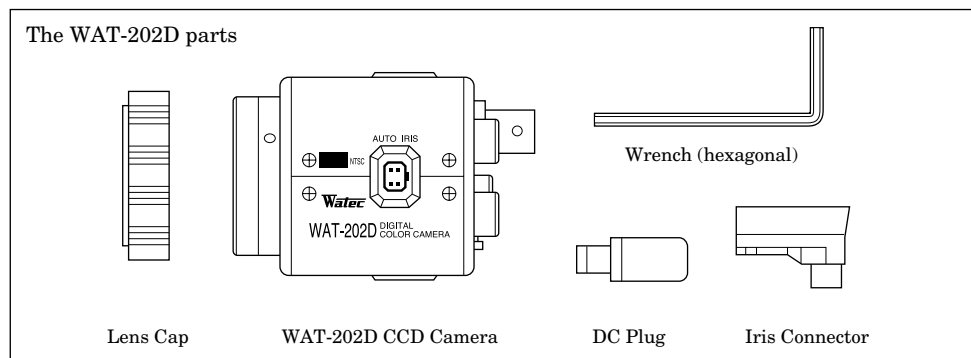 The WAT-202D parts
AUTO IRIS
NTSC
Watec
WAT-202D DIGITAL
COLOR CAMERA
Wrench (hexagonal)
Lens Cap
WAT-202D CCD Camera
DC Plug
Iris Connector